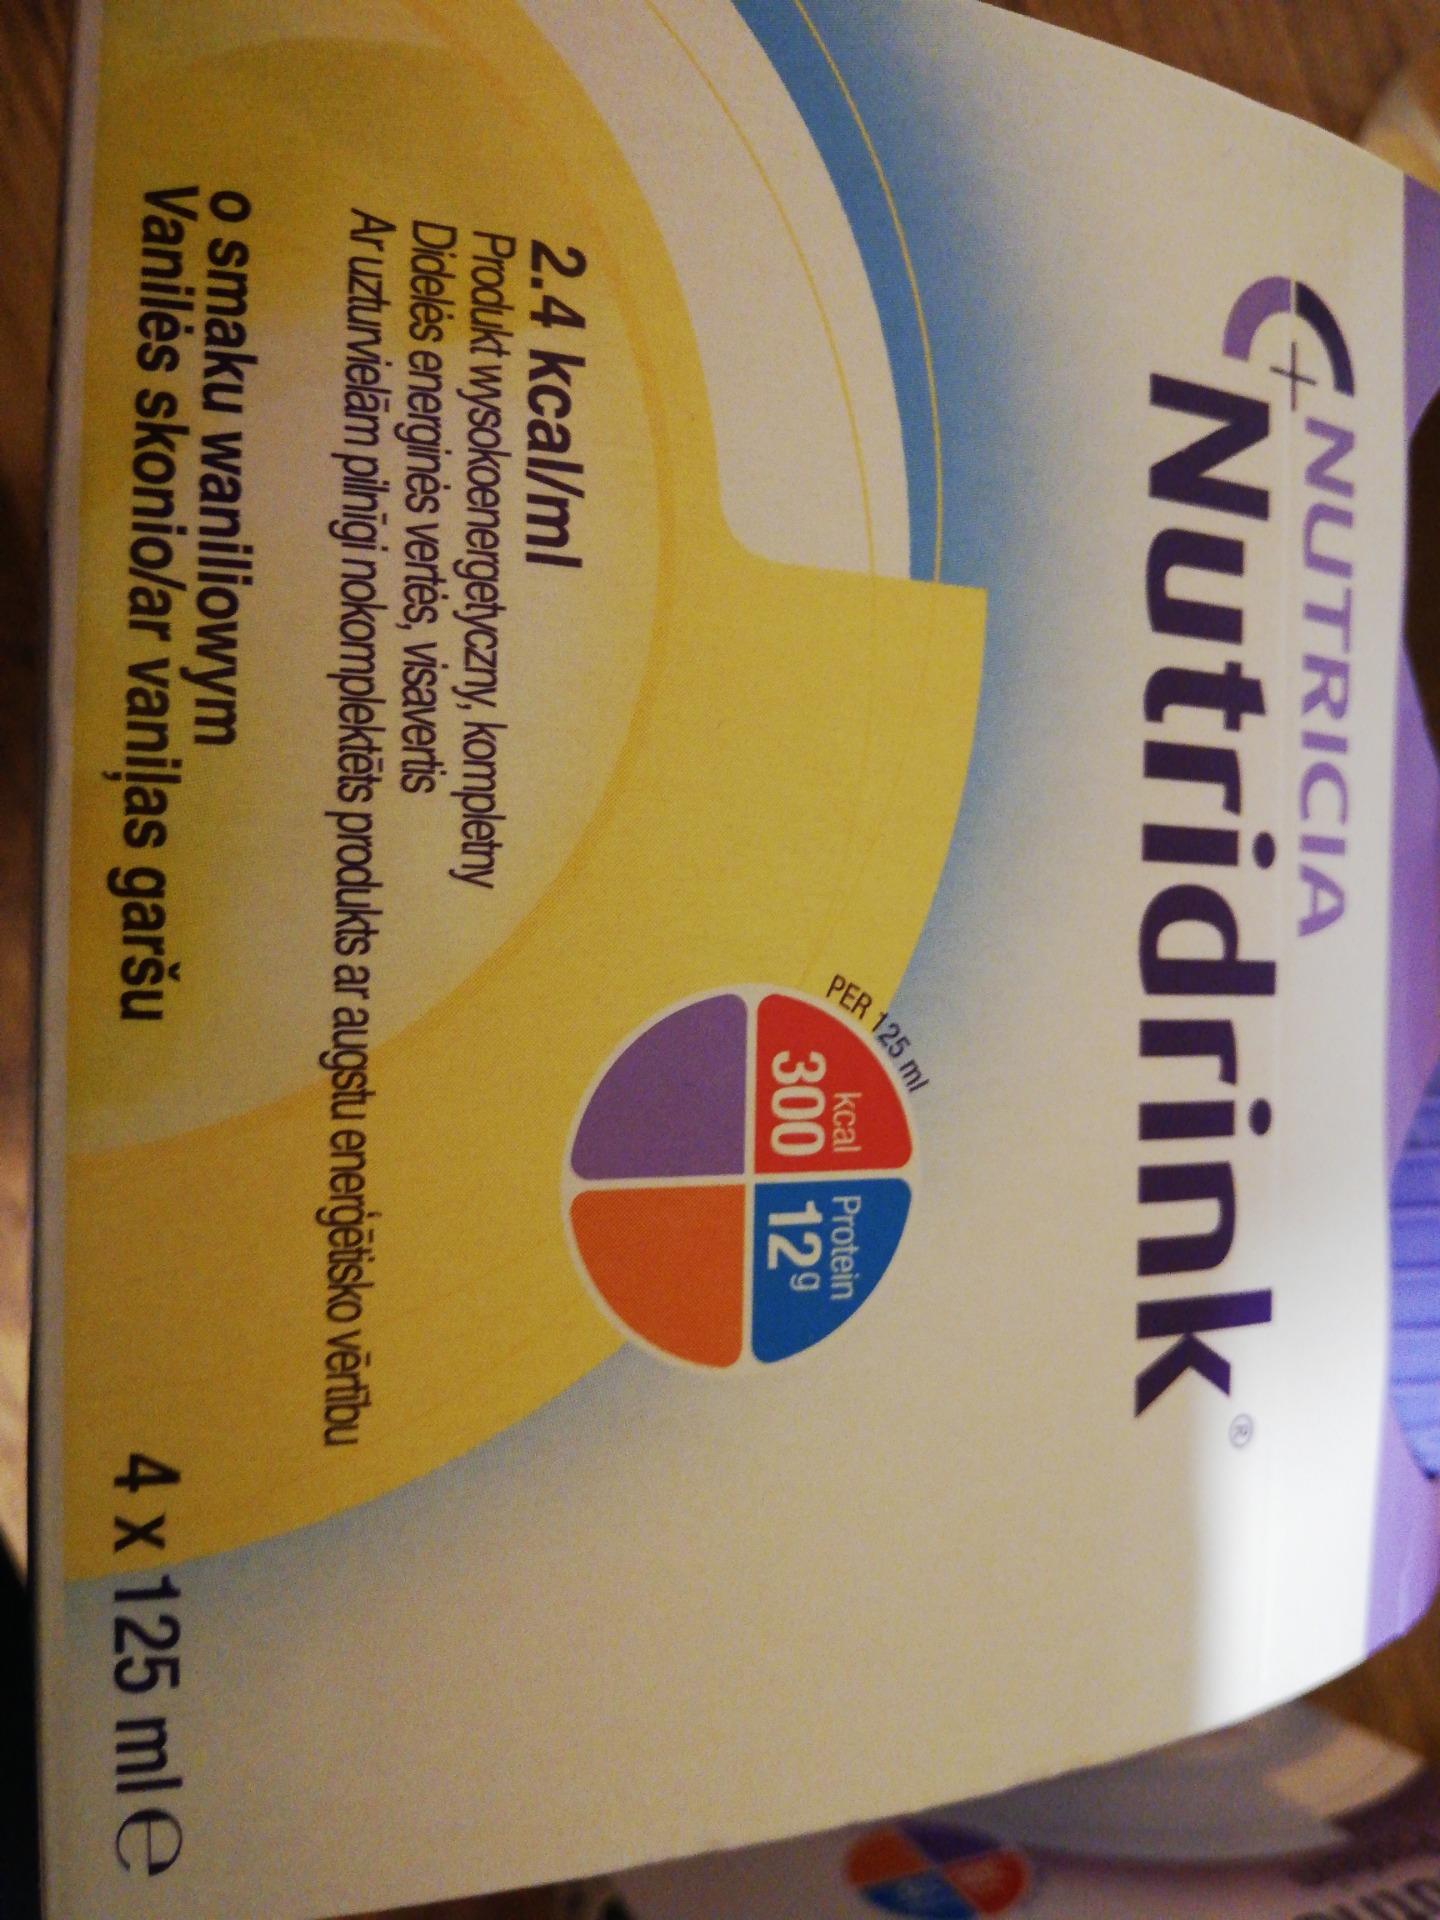 NUTRICIA
Nutridrink®
PER 125 ml
kcal
300
Protein
12g
2.4 kcal/ml
Produkt wysokoenergetyczny, kompletny
Didelės energinės vertės, visavertis
Ar uzturvielām pilnīgi nokomplektēts produkts ar augstu enerģētisko vērtību
o smaku waniliowym
Vanilės skonio/ar vaniļas garšu
4 x 125 ml ℮